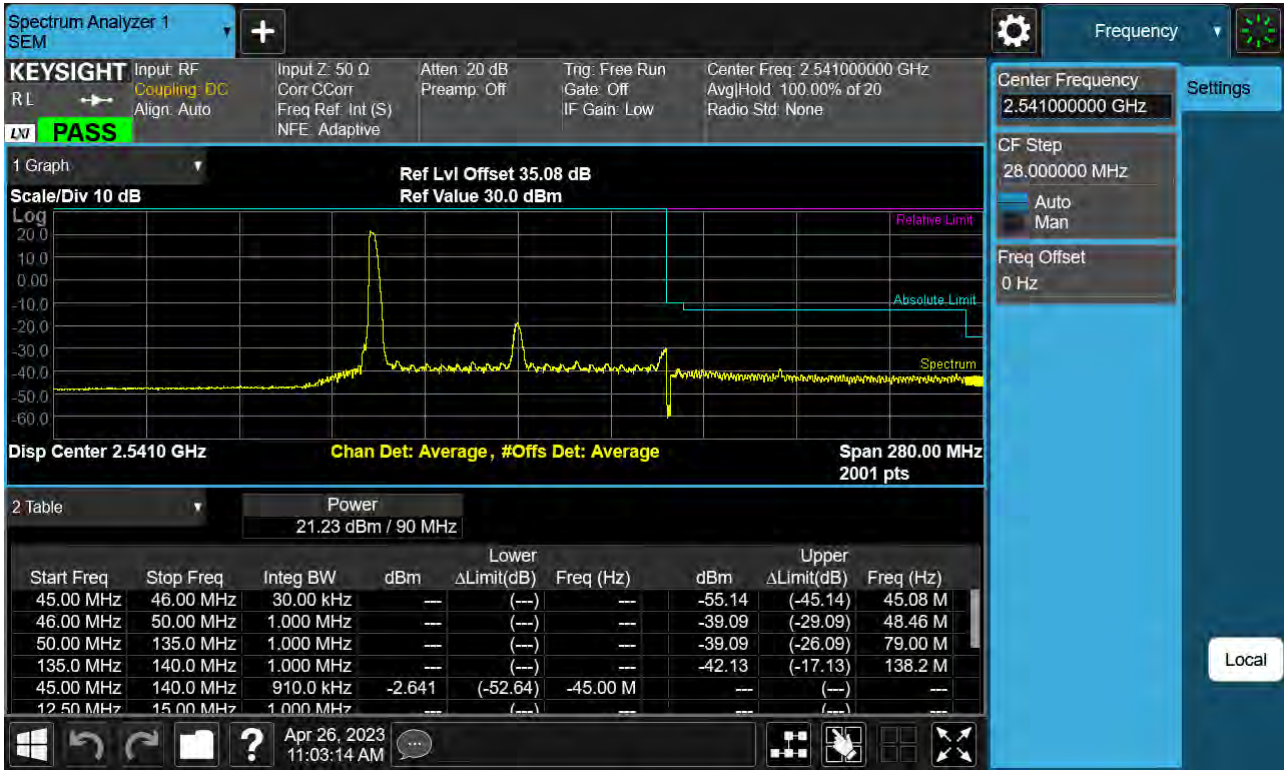 Spectrum Analyzer 1
SEM
Frequency
KEYSIGHT
RL
LXI
PASS
Input: RF
Coupling: DC
Align: Auto
Input Z: 50 Ω
Corr CCorr
Freq Ref: Int (S)
NFE: Adaptive
Atten: 20 dB
Preamp: Off
Trig: Free Run
Gate: Off
IF Gain: Low
Center Freq: 2.541000000 GHz
Avg|Hold: 100.00% of 20
Radio Std: None
Center Frequency
2.541000000 GHz
Settings
CF Step
28.000000 MHz
Auto
Man
Freq Offset
0 Hz
1 Graph
Ref Lvl Offset 35.08 dB
Scale/Div 10 dB
Ref Value 30.0 dBm
Log
20.0
10.0
0.00
-10.0
-20.0
-30.0
-40.0
-50.0
-60.0
Relative Limit
Absolute Limit
Spectrum
Disp Center 2.5410 GHz
Chan Det: Average, #Offs Det: Average
Span 280.00 MHz
2001 pts
2 Table
Power
21.23 dBm / 90 MHz
Lower Upper
Start Freq Stop Freq Integ BW dBm ΔLimit(dB) Freq (Hz) dBm ΔLimit(dB) Freq (Hz)
45.00 MHz 46.00 MHz 30.00 kHz --- (---) --- -55.14 (-45.14) 45.08 M
46.00 MHz 50.00 MHz 1.000 MHz --- (---) --- -39.09 (-29.09) 48.46 M
50.00 MHz 135.0 MHz 1.000 MHz --- (---) --- -39.09 (-26.09) 79.00 M
135.0 MHz 140.0 MHz 1.000 MHz --- (---) --- -42.13 (-17.13) 138.2 M
45.00 MHz 140.0 MHz 910.0 kHz -2.641 (-52.64) -45.00 M --- (---) ---
12.50 MHz 15.00 MHz 1.000 MHz --- (---) --- --- (---) ---
Local
?
Apr 26, 2023
11:03:14 AM